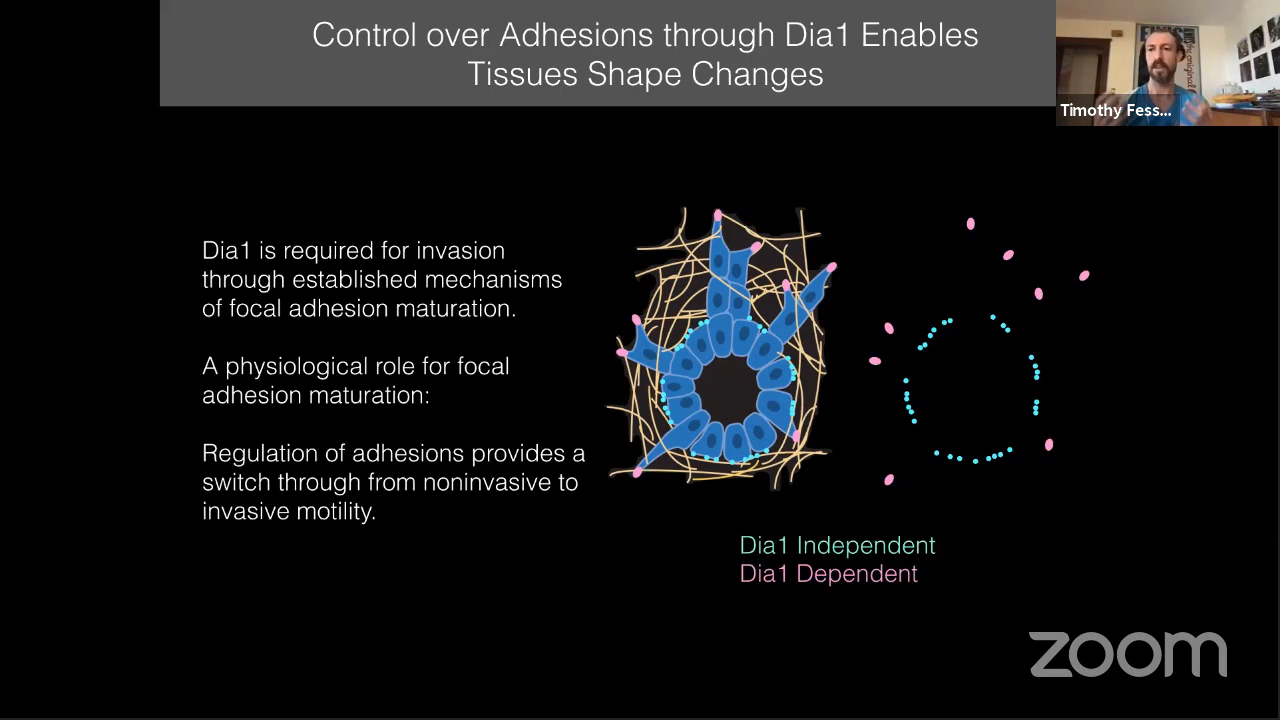 Control over Adhesions through Dia1 Enables
Tissues Shape Changes
Timothy Fess...
Dia1 is required for invasion
through established mechanisms
of focal adhesion maturation.
A physiological role for focal
adhesion maturation:
Regulation of adhesions provides a
switch through from noninvasive to
invasive motility.
Dia1 Independent
Dia1 Dependent
zoom